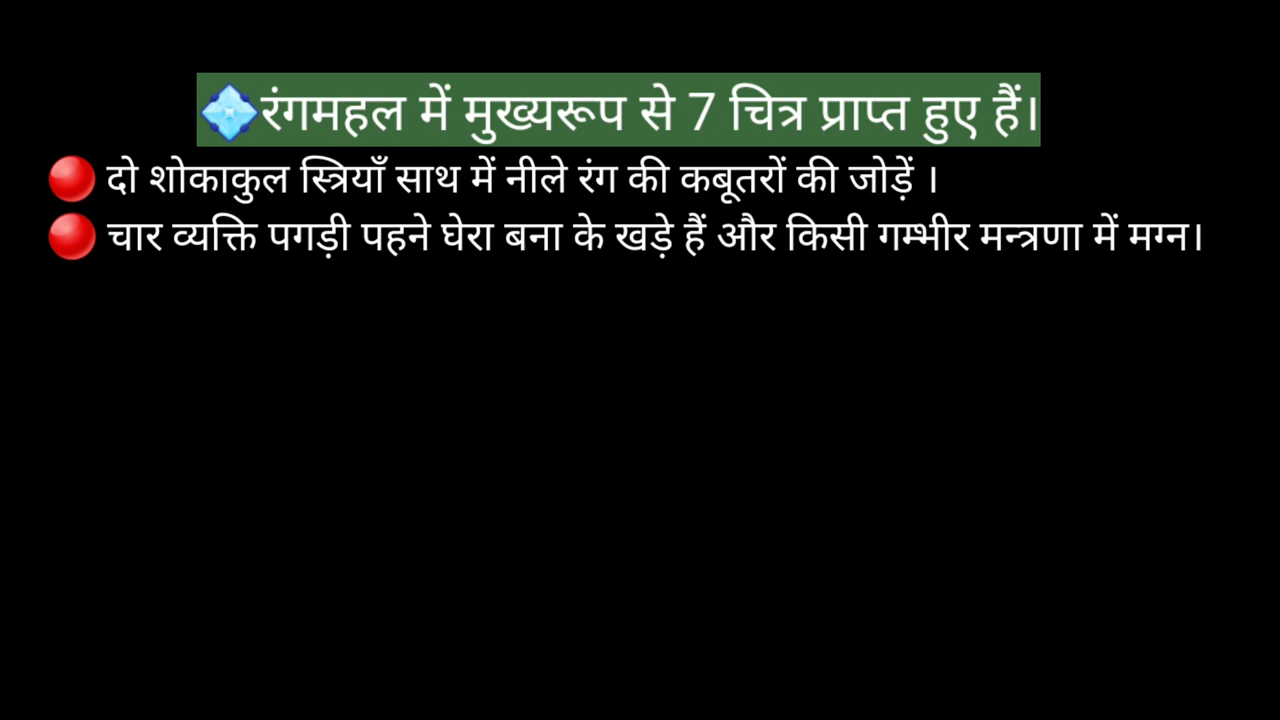 💠रंगमहल में मुख्यरूप से 7 चित्र प्राप्त हुए हैं।
🔴 दो शोकाकुल स्त्रियाँ साथ में नीले रंग की कबूतरों की जोड़ें ।
🔴 चार व्यक्ति पगड़ी पहने घेरा बना के खड़े हैं और किसी गम्भीर मन्त्रणा में मग्न।